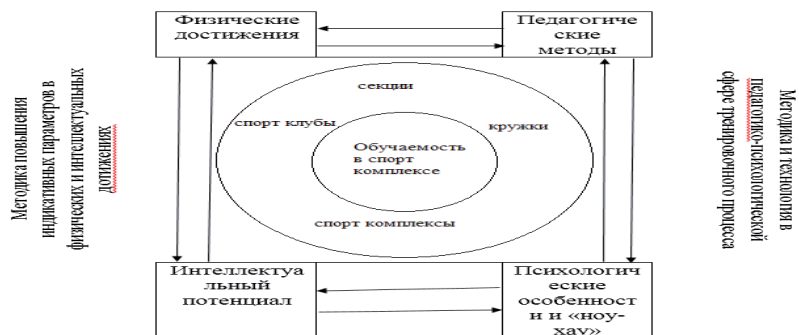 Физические
достижения
Педагогиче
ские
методы
Методика повышения
индикативных параметров в
физических и интеллектуальных
дотижениях
секции
спорт клубы
кружки
Обучаемость
в спорт
комплексе
спорт комплексы
Методика и технология в
педагогико-психологической
сфере тренировочного процесса
Интеллектуа
льный
потенциал
Психологич
еские
особенност
и и «ноу-
хау»